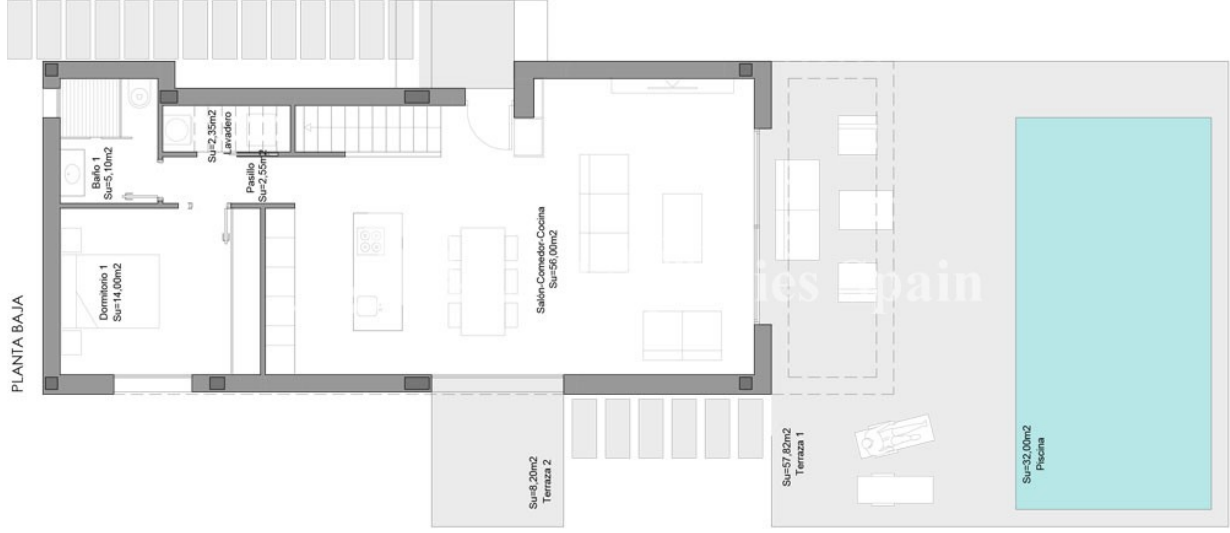 PLANTA BAJA
Baño 1
Su=5,10m2
Su=2,35m2
Lavadero
Pasillo
Su=2,55m2
Dormitorio 1
Su=14,00m2
Salón-Comedor-Cocina
Su=56,00m2
ies Spain
Su=8,20m2
Terraza 2
Su=57,82m2
Terraza 1
Su=32,00m2
Piscina